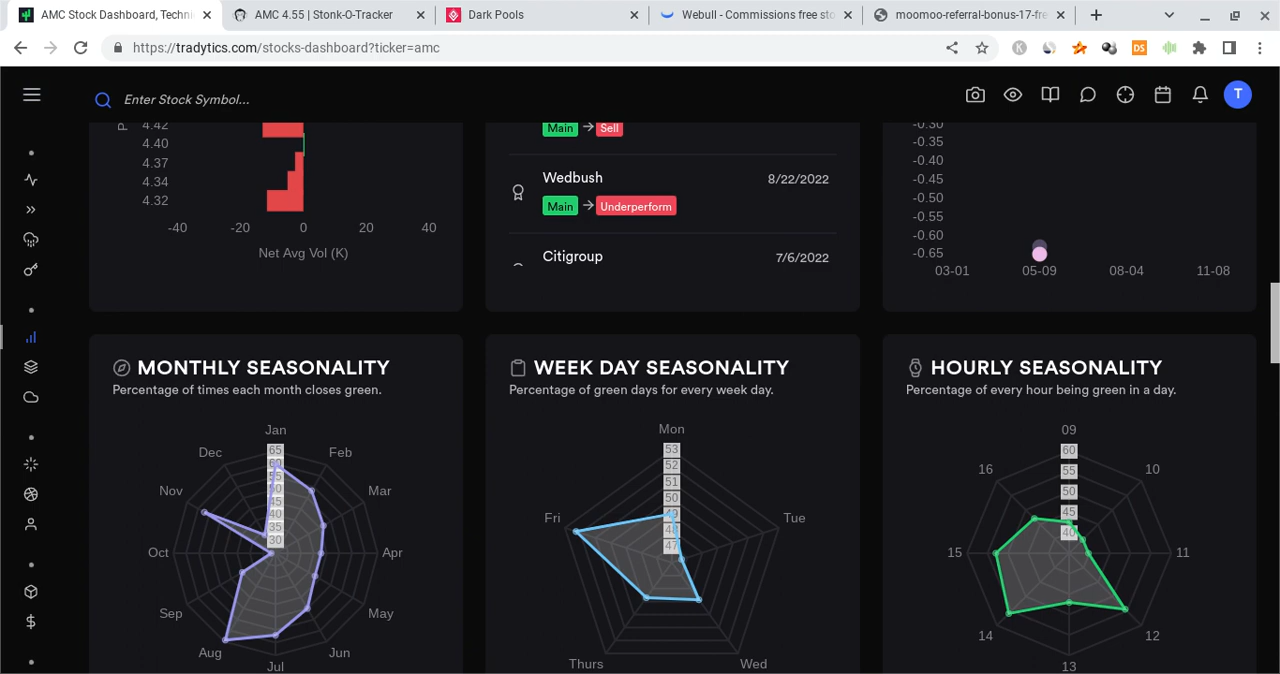 AMC Stock Dashboard, Techni
AMC 4.55 | Stonk-O-Tracker
Dark Pools
Webull - Commissions free sto
moomoo-referral-bonus-17-fre
https://tradytics.com/stocks-dashboard?ticker=amc
K
DS
Enter Stock Symbol...
T
4.42
4.40
4.37
4.34
4.32
-40 -20 0 20 40
Net Avg Vol (K)
Main → Sell
Wedbush 8/22/2022
Main → Underperform
Citigroup 7/6/2022
-0.30
-0.35
-0.40
-0.45
-0.50
-0.55
-0.60
-0.65
03-01 05-09 08-04 11-08
MONTHLY SEASONALITY
Percentage of times each month closes green.
Jan
Feb
Mar
Apr
May
Jun
Jul
Aug
Sep
Oct
Nov
Dec
65
60
55
50
45
40
35
30
WEEK DAY SEASONALITY
Percentage of green days for every week day.
Mon
Tue
Wed
Thurs
Fri
53
52
51
50
49
48
47
HOURLY SEASONALITY
Percentage of every hour being green in a day.
09
10
11
12
13
14
15
16
60
55
50
45
40